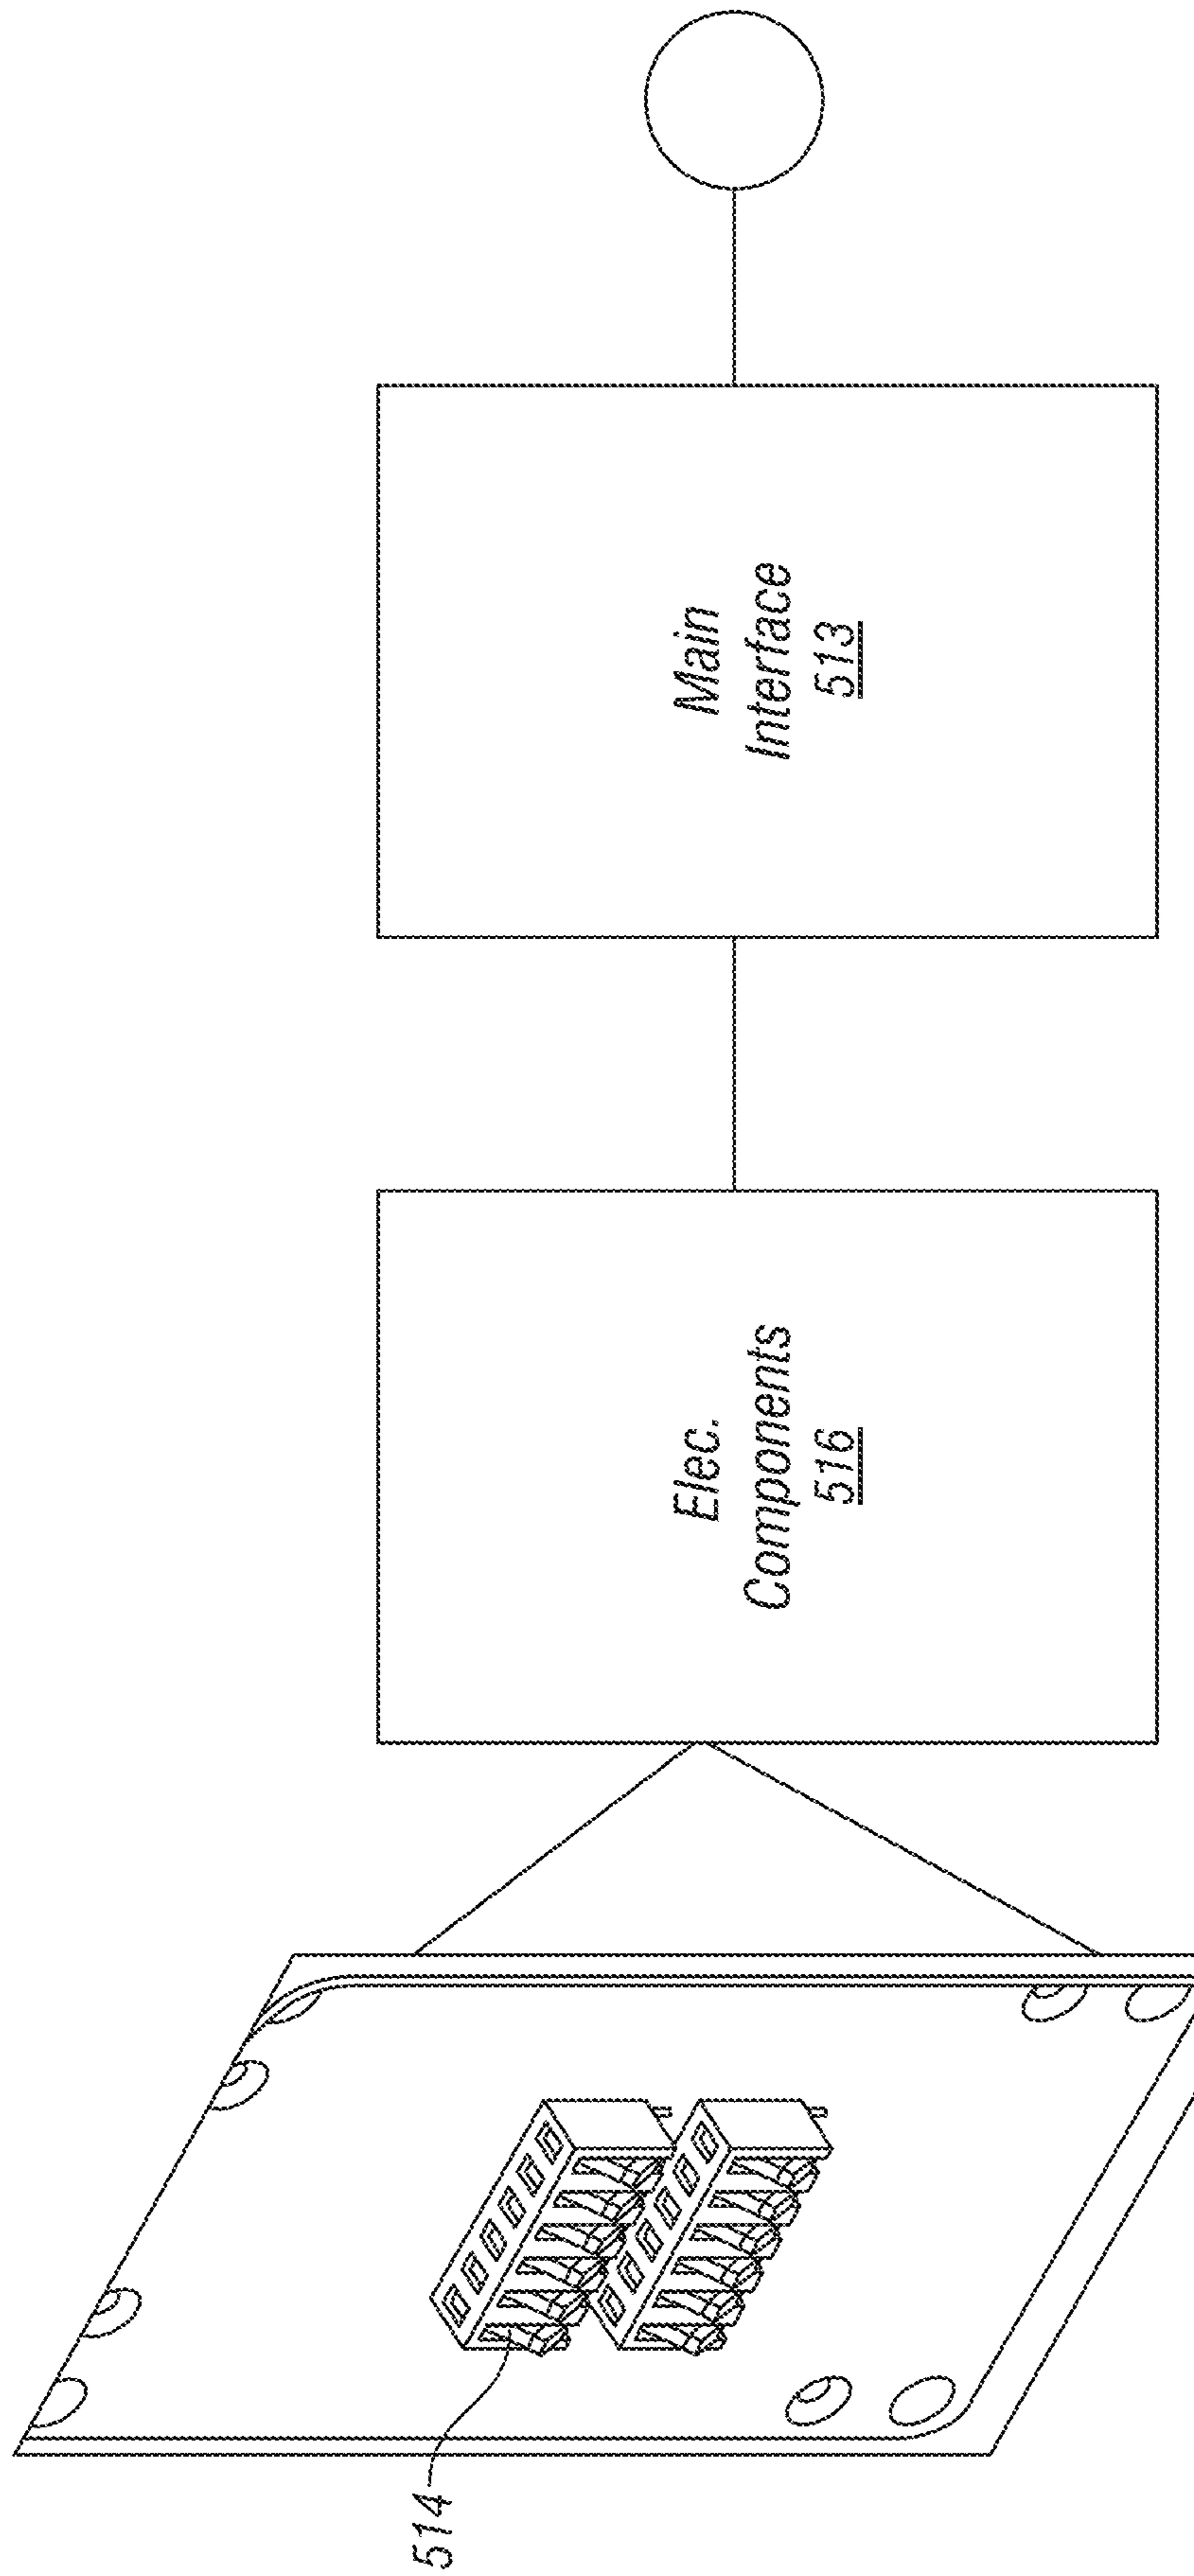 Main
Interface
513
Elec.
Components
516
514